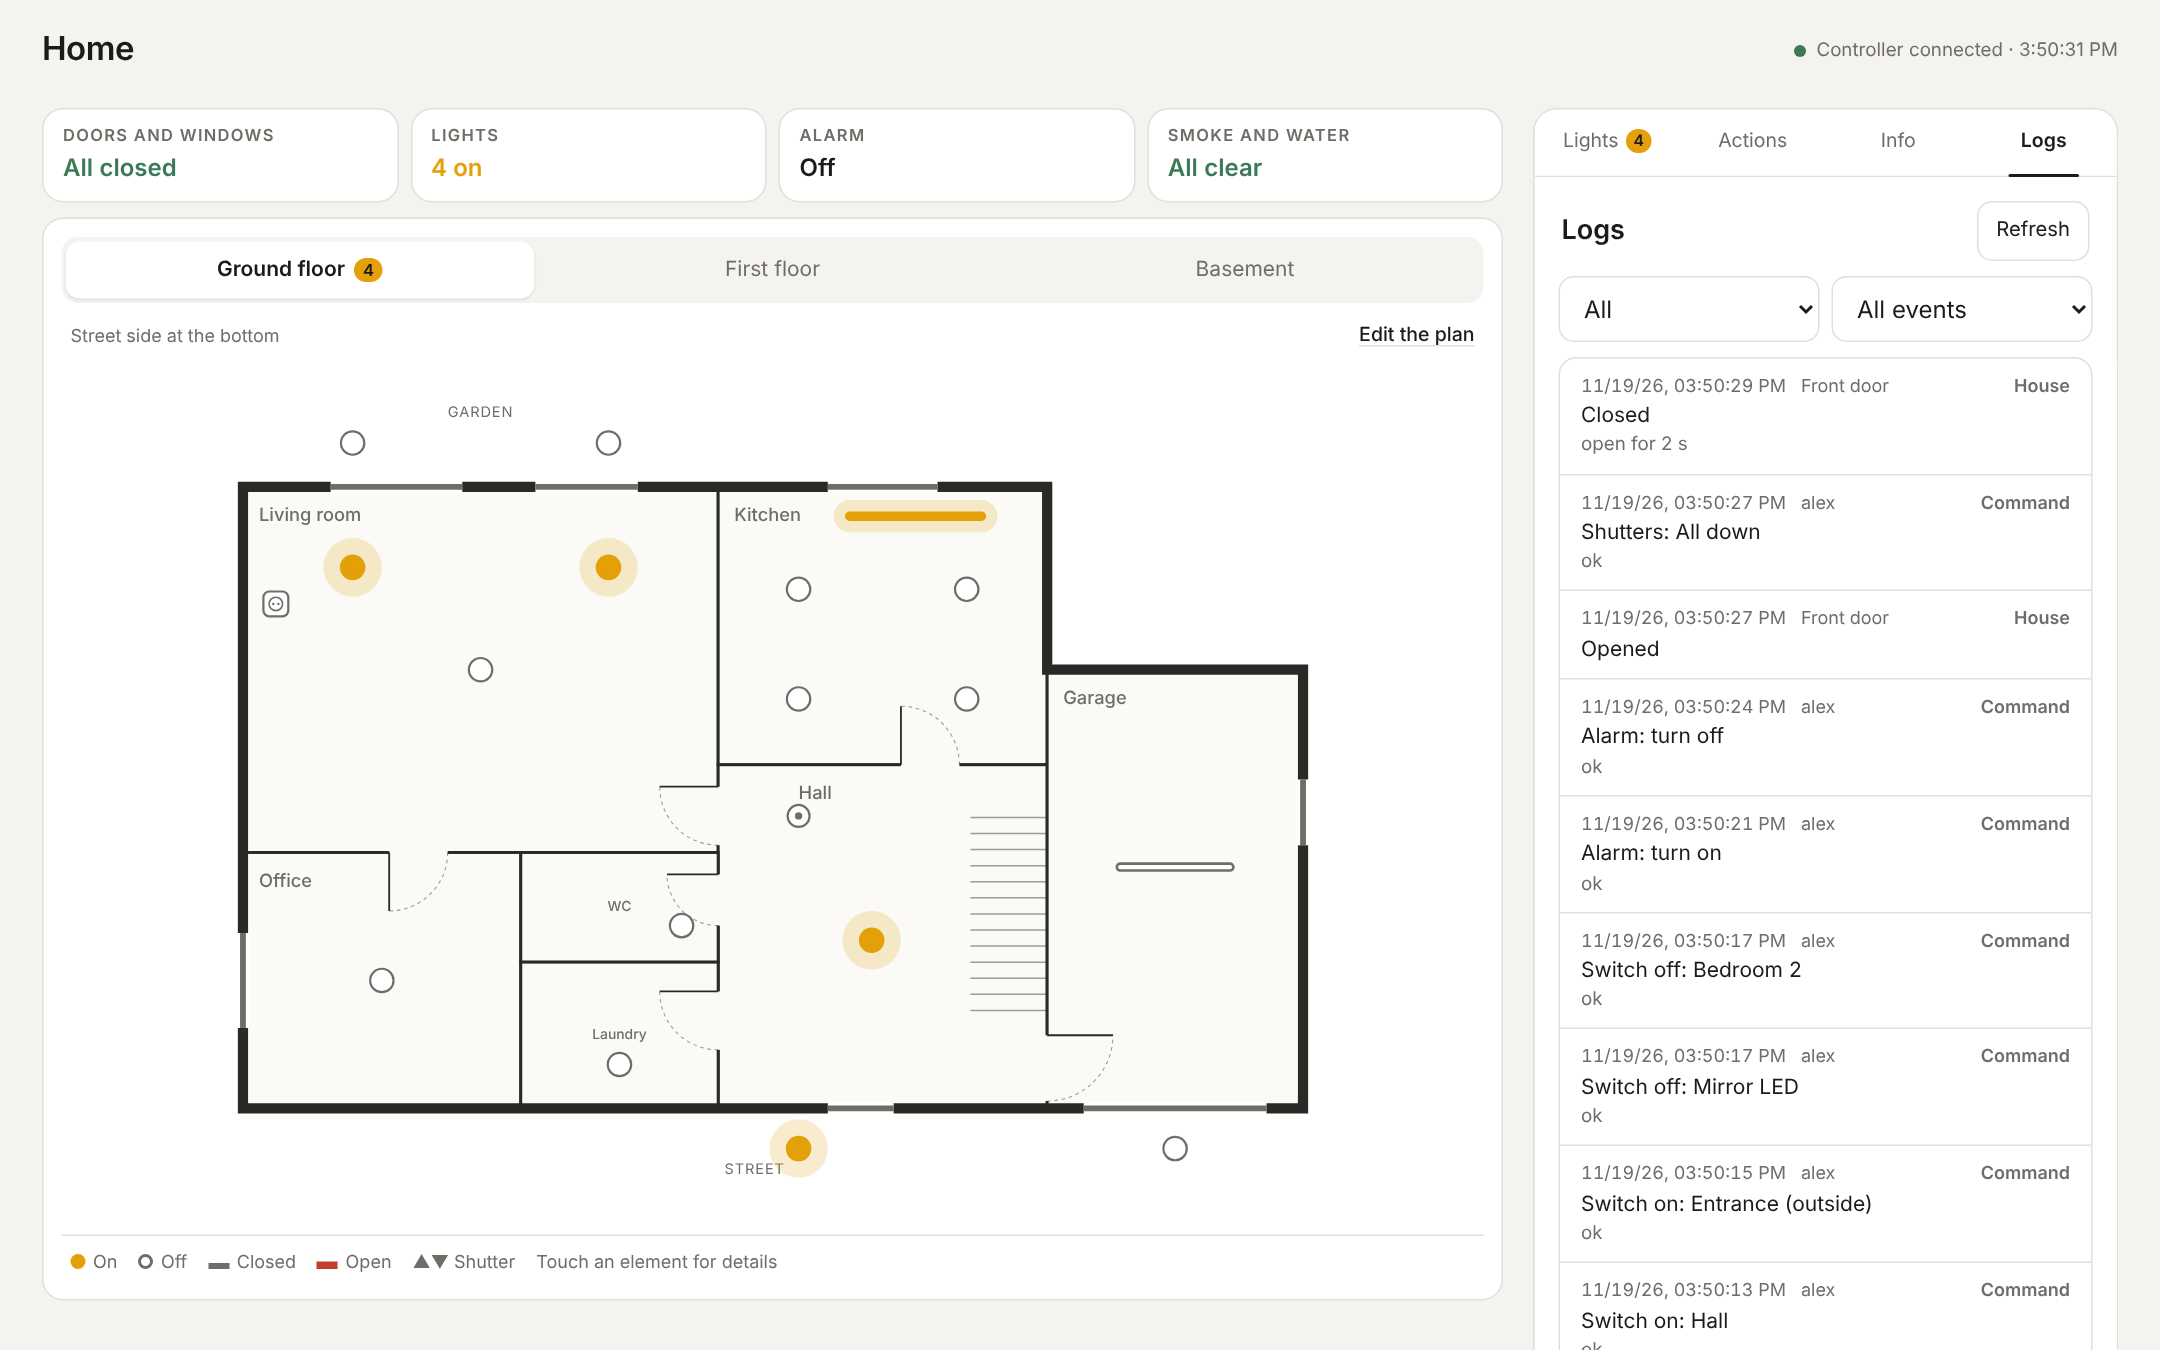 Home
Controller connected · 3:50:31 PM
DOORS AND WINDOWS
All closed
LIGHTS
4 on
ALARM
Off
SMOKE AND WATER
All clear
Ground floor 4
First floor
Basement
Street side at the bottom
Edit the plan
GARDEN
Living room
Kitchen
Garage
Hall
Office
WC
Laundry
STREET
On
Off
Closed
Open
Shutter
Touch an element for details
Lights 4
Actions
Info
Logs
Logs
Refresh
All
All events
11/19/26, 03:50:29 PM Front door House
Closed
open for 2 s
11/19/26, 03:50:27 PM alex Command
Shutters: All down
ok
11/19/26, 03:50:27 PM Front door House
Opened
11/19/26, 03:50:24 PM alex Command
Alarm: turn off
ok
11/19/26, 03:50:21 PM alex Command
Alarm: turn on
ok
11/19/26, 03:50:17 PM alex Command
Switch off: Bedroom 2
ok
11/19/26, 03:50:17 PM alex Command
Switch off: Mirror LED
ok
11/19/26, 03:50:15 PM alex Command
Switch on: Entrance (outside)
ok
11/19/26, 03:50:13 PM alex Command
Switch on: Hall
ok